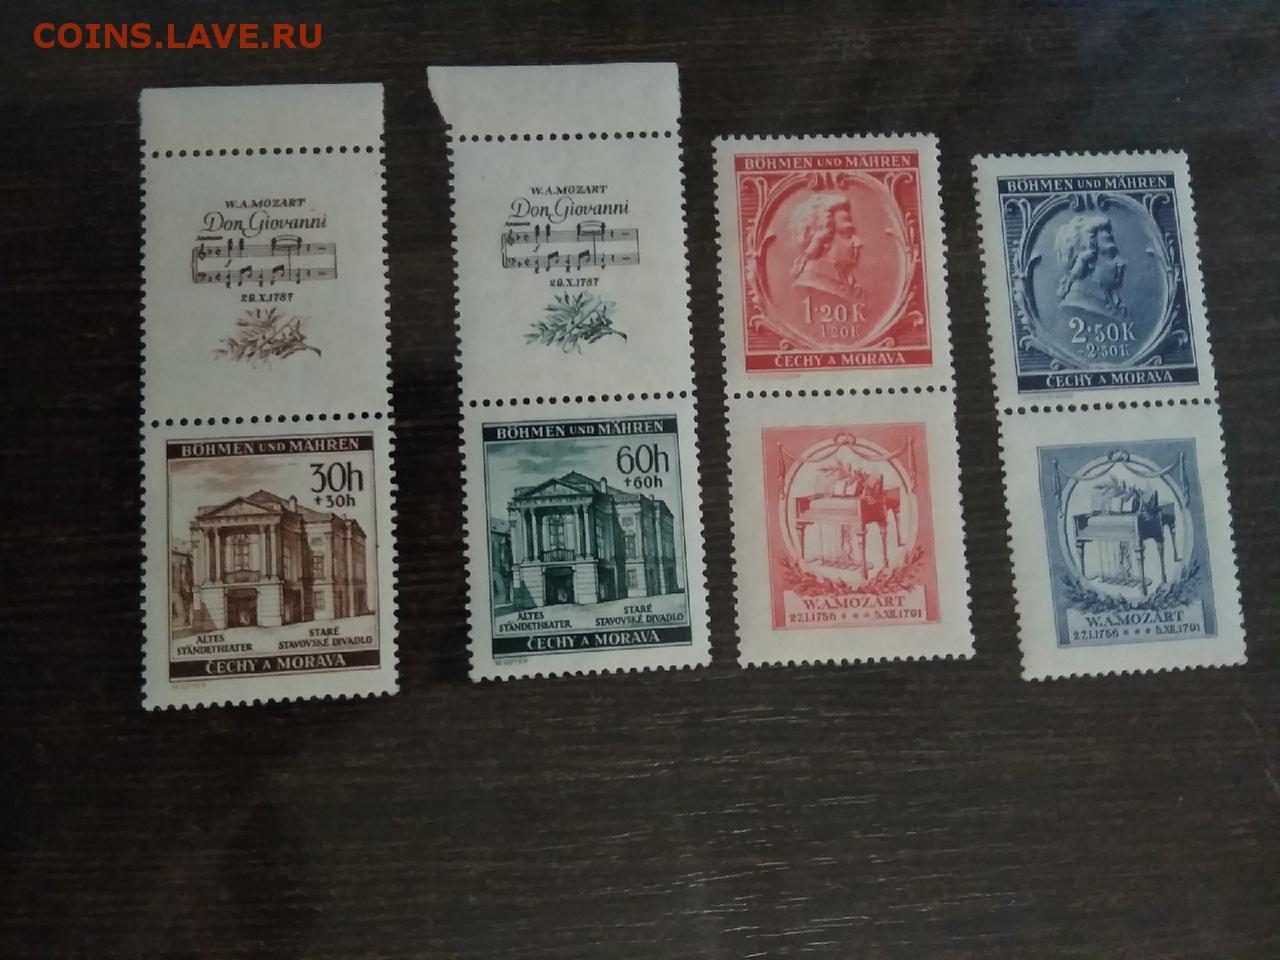 COINS.LAVE.RU
W.A.MOZART
Don Giovanni
29.X.1787
BÖHMEN UND MÄHREN
30h
+30h
ALTES
STÄNDETHEATER
STARÉ
STAVOVSKÉ DIVADLO
ČECHY A MORAVA
W.A.MOZART
Don Giovanni
29.X.1787
BÖHMEN UND MÄHREN
60h
+60h
ALTES
STÄNDETHEATER
STARÉ
STAVOVSKÉ DIVADLO
ČECHY A MORAVA
BÖHMEN UND MÄHREN
1·20K
1·20K
ČECHY A MORAVA
W.A.MOZART
27.I.1756 * * * 5.XII.1791
BÖHMEN UND MÄHREN
2·50K
+2·50K
ČECHY A MORAVA
W.A.MOZART
27.I.1756 * * * 5.XII.1791